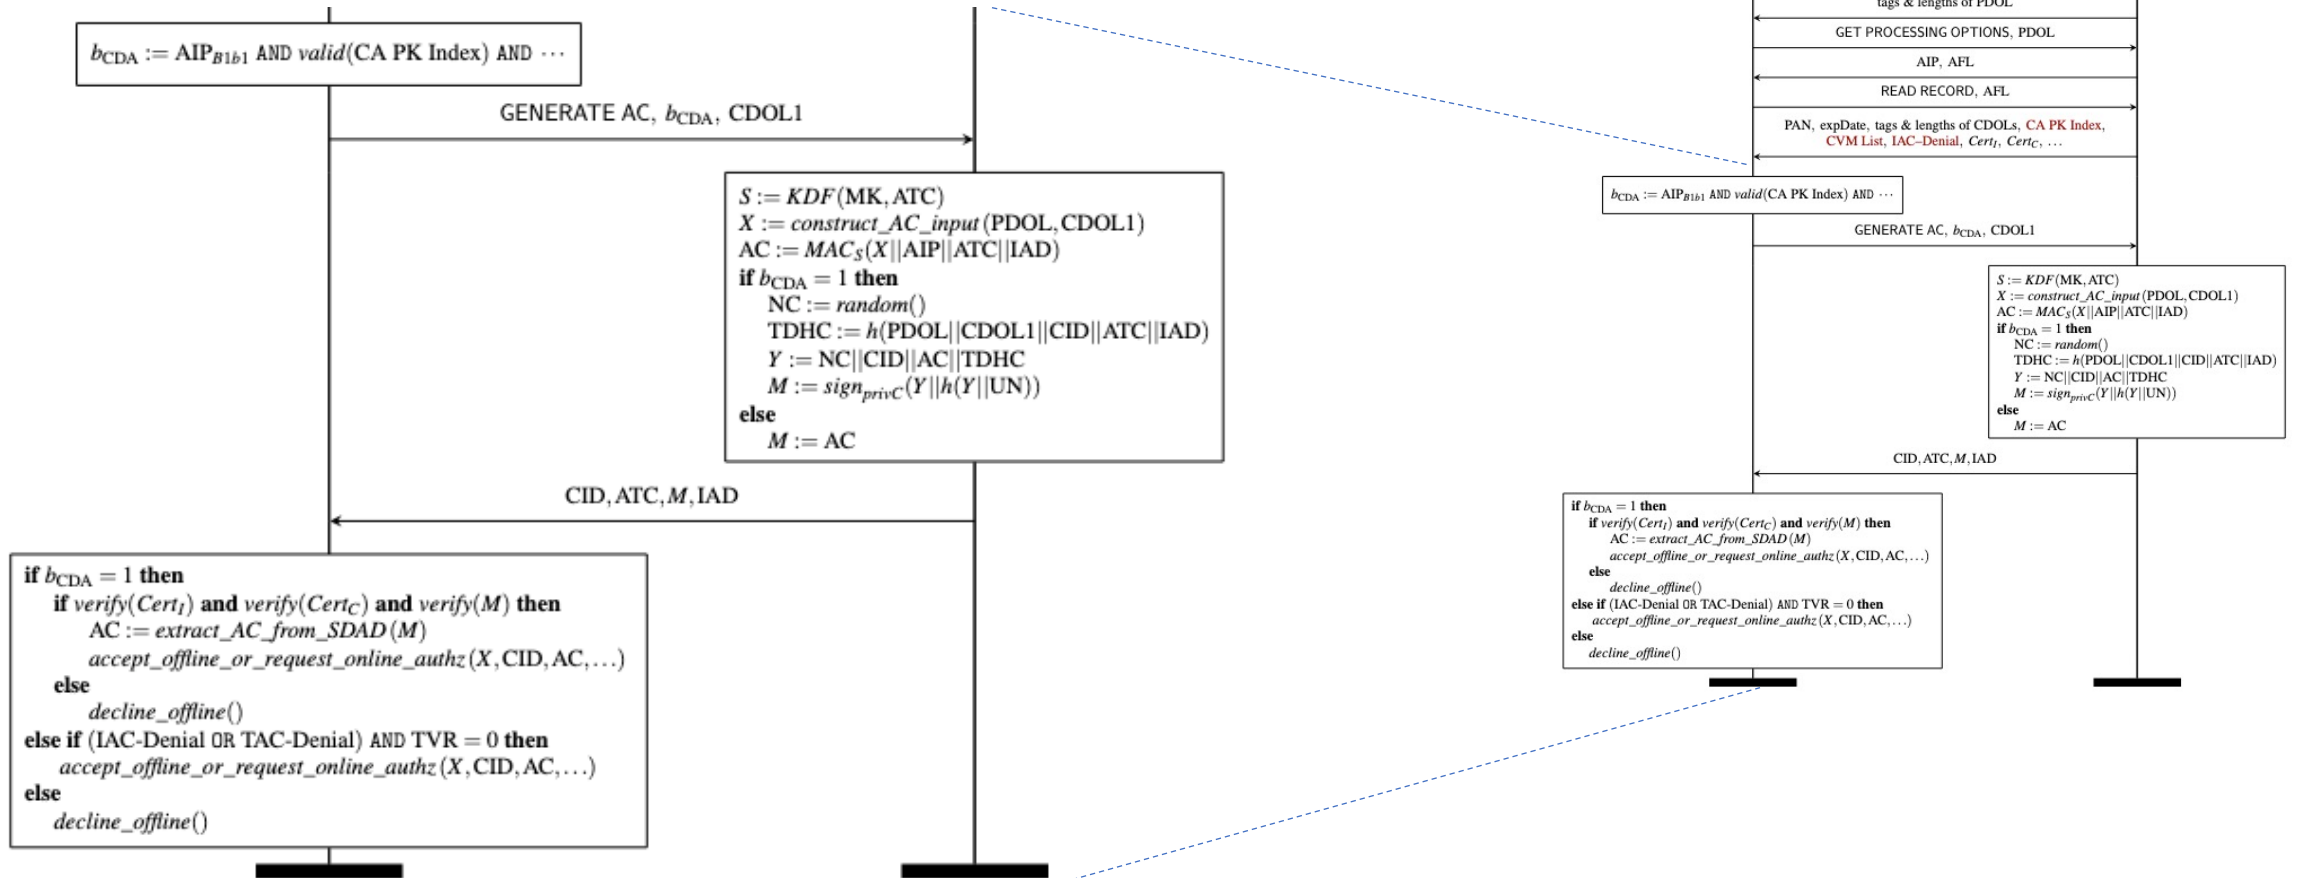 b_CDA := AIP_B1b1 AND valid(CA PK Index) AND ···
GENERATE AC, b_CDA, CDOL1
S := KDF(MK, ATC)
X := construct_AC_input(PDOL, CDOL1)
AC := MAC_S(X||AIP||ATC||IAD)
if b_CDA = 1 then
NC := random()
TDHC := h(PDOL||CDOL1||CID||ATC||IAD)
Y := NC||CID||AC||TDHC
M := sign_privC(Y||h(Y||UN))
else
M := AC
CID, ATC, M, IAD
if b_CDA = 1 then
if verify(Cert_I) and verify(Cert_C) and verify(M) then
AC := extract_AC_from_SDAD(M)
accept_offline_or_request_online_authz(X, CID, AC, ...)
else
decline_offline()
else if (IAC-Denial OR TAC-Denial) AND TVR = 0 then
accept_offline_or_request_online_authz(X, CID, AC, ...)
else
decline_offline()
tags & lengths of PDOL
GET PROCESSING OPTIONS, PDOL
AIP, AFL
READ RECORD, AFL
PAN, expDate, tags & lengths of CDOLs, CA PK Index,
CVM List, IAC–Denial, Cert_I, Cert_C, ...
b_CDA := AIP_B1b1 AND valid(CA PK Index) AND ···
GENERATE AC, b_CDA, CDOL1
S := KDF(MK, ATC)
X := construct_AC_input(PDOL, CDOL1)
AC := MAC_S(X||AIP||ATC||IAD)
if b_CDA = 1 then
NC := random()
TDHC := h(PDOL||CDOL1||CID||ATC||IAD)
Y := NC||CID||AC||TDHC
M := sign_privC(Y||h(Y||UN))
else
M := AC
CID, ATC, M, IAD
if b_CDA = 1 then
if verify(Cert_I) and verify(Cert_C) and verify(M) then
AC := extract_AC_from_SDAD(M)
accept_offline_or_request_online_authz(X, CID, AC, ...)
else
decline_offline()
else if (IAC-Denial OR TAC-Denial) AND TVR = 0 then
accept_offline_or_request_online_authz(X, CID, AC, ...)
else
decline_offline()